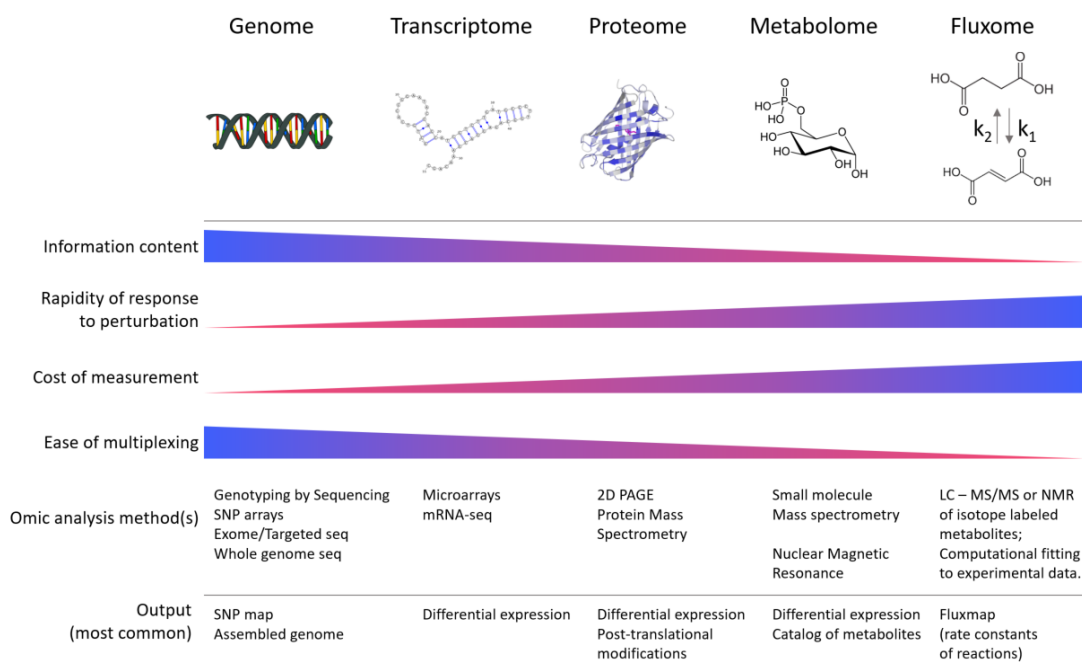 Genome
Transcriptome
Proteome
Metabolome
Fluxome
O
HO
OH
O
k2
k1
O
HO
OH
O
O
HO P O
HO
HO
O
HO
HO
OH
Information content
Rapidity of response
to perturbation
Cost of measurement
Ease of multiplexing
Omic analysis method(s)
Genotyping by Sequencing
SNP arrays
Exome/Targeted seq
Whole genome seq
Microarrays
mRNA-seq
2D PAGE
Protein Mass
Spectrometry
Small molecule
Mass spectrometry
Nuclear Magnetic
Resonance
LC – MS/MS or NMR
of isotope labeled
metabolites;
Computational fitting
to experimental data.
Output
(most common)
SNP map
Assembled genome
Differential expression
Differential expression
Post-translational
modifications
Differential expression
Catalog of metabolites
Fluxmap
(rate constants
of reactions)